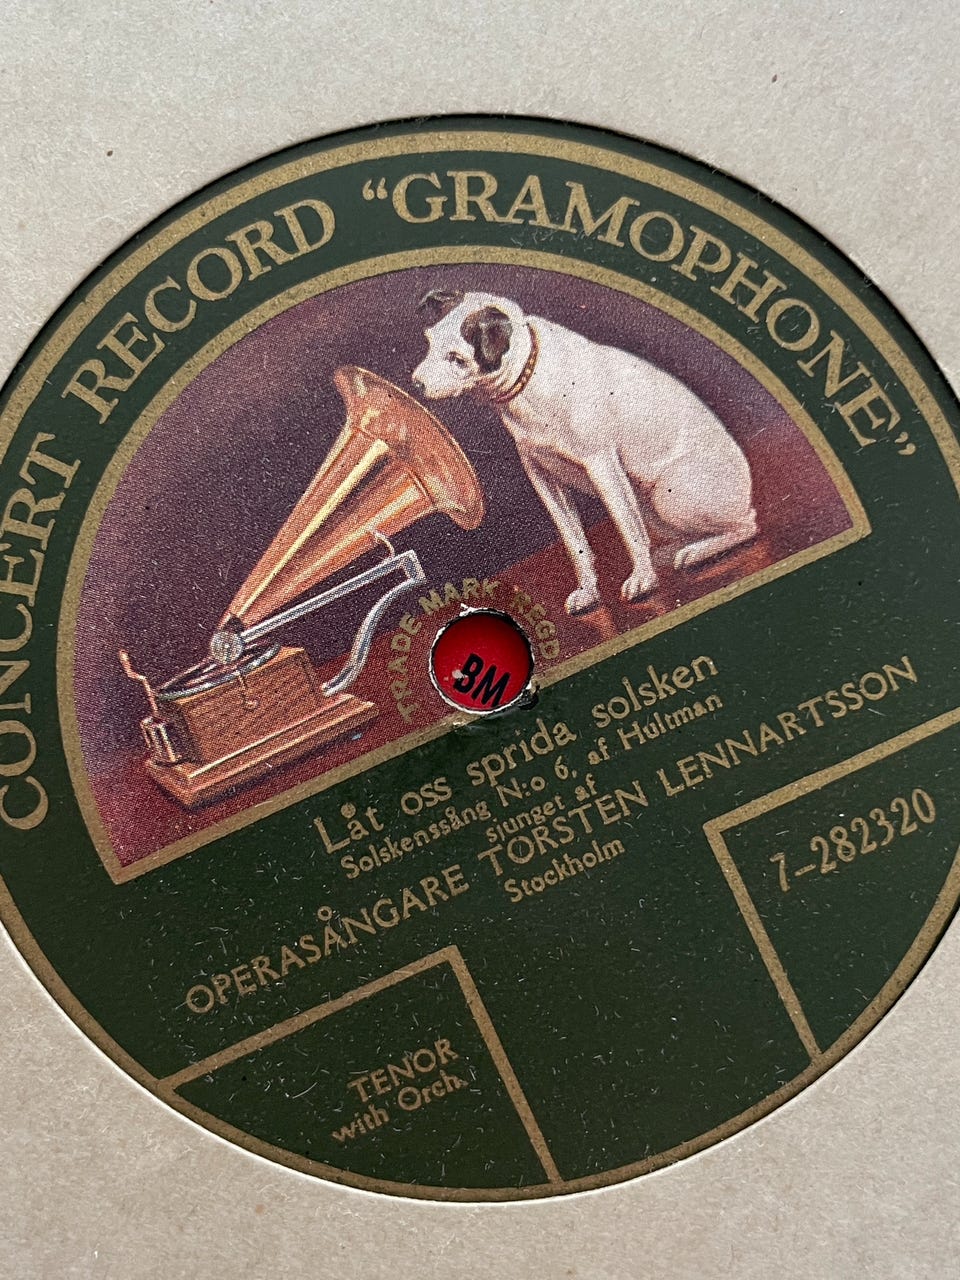 CONCERT RECORD “GRAMOPHONE”
TRADE MARK REGD
BM
Låt oss sprida solsken
Solskenssång N:o 6, af Hultman
sjunget af
OPERASÅNGARE TORSTEN LENNARTSSON
Stockholm
7-282320
TENOR
with Orch.